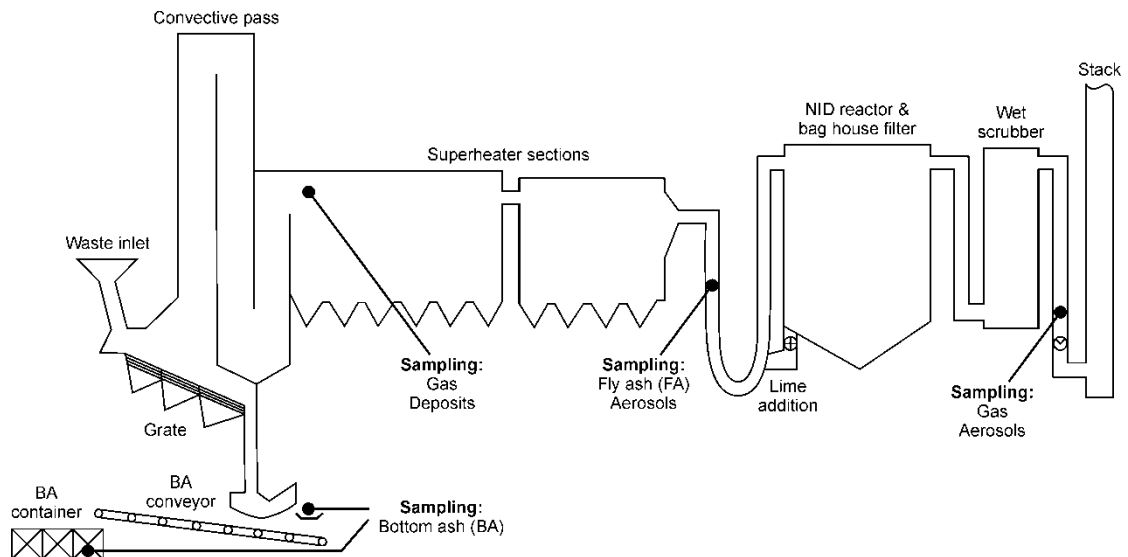 Convective pass
Stack
NID reactor &
bag house filter
Wet
scrubber
Superheater sections
Waste inlet
Sampling:
Gas
Deposits
Sampling:
Fly ash (FA)
Aerosols
Lime
addition
Sampling:
Gas
Aerosols
Grate
BA
container
BA
conveyor
Sampling:
Bottom ash (BA)